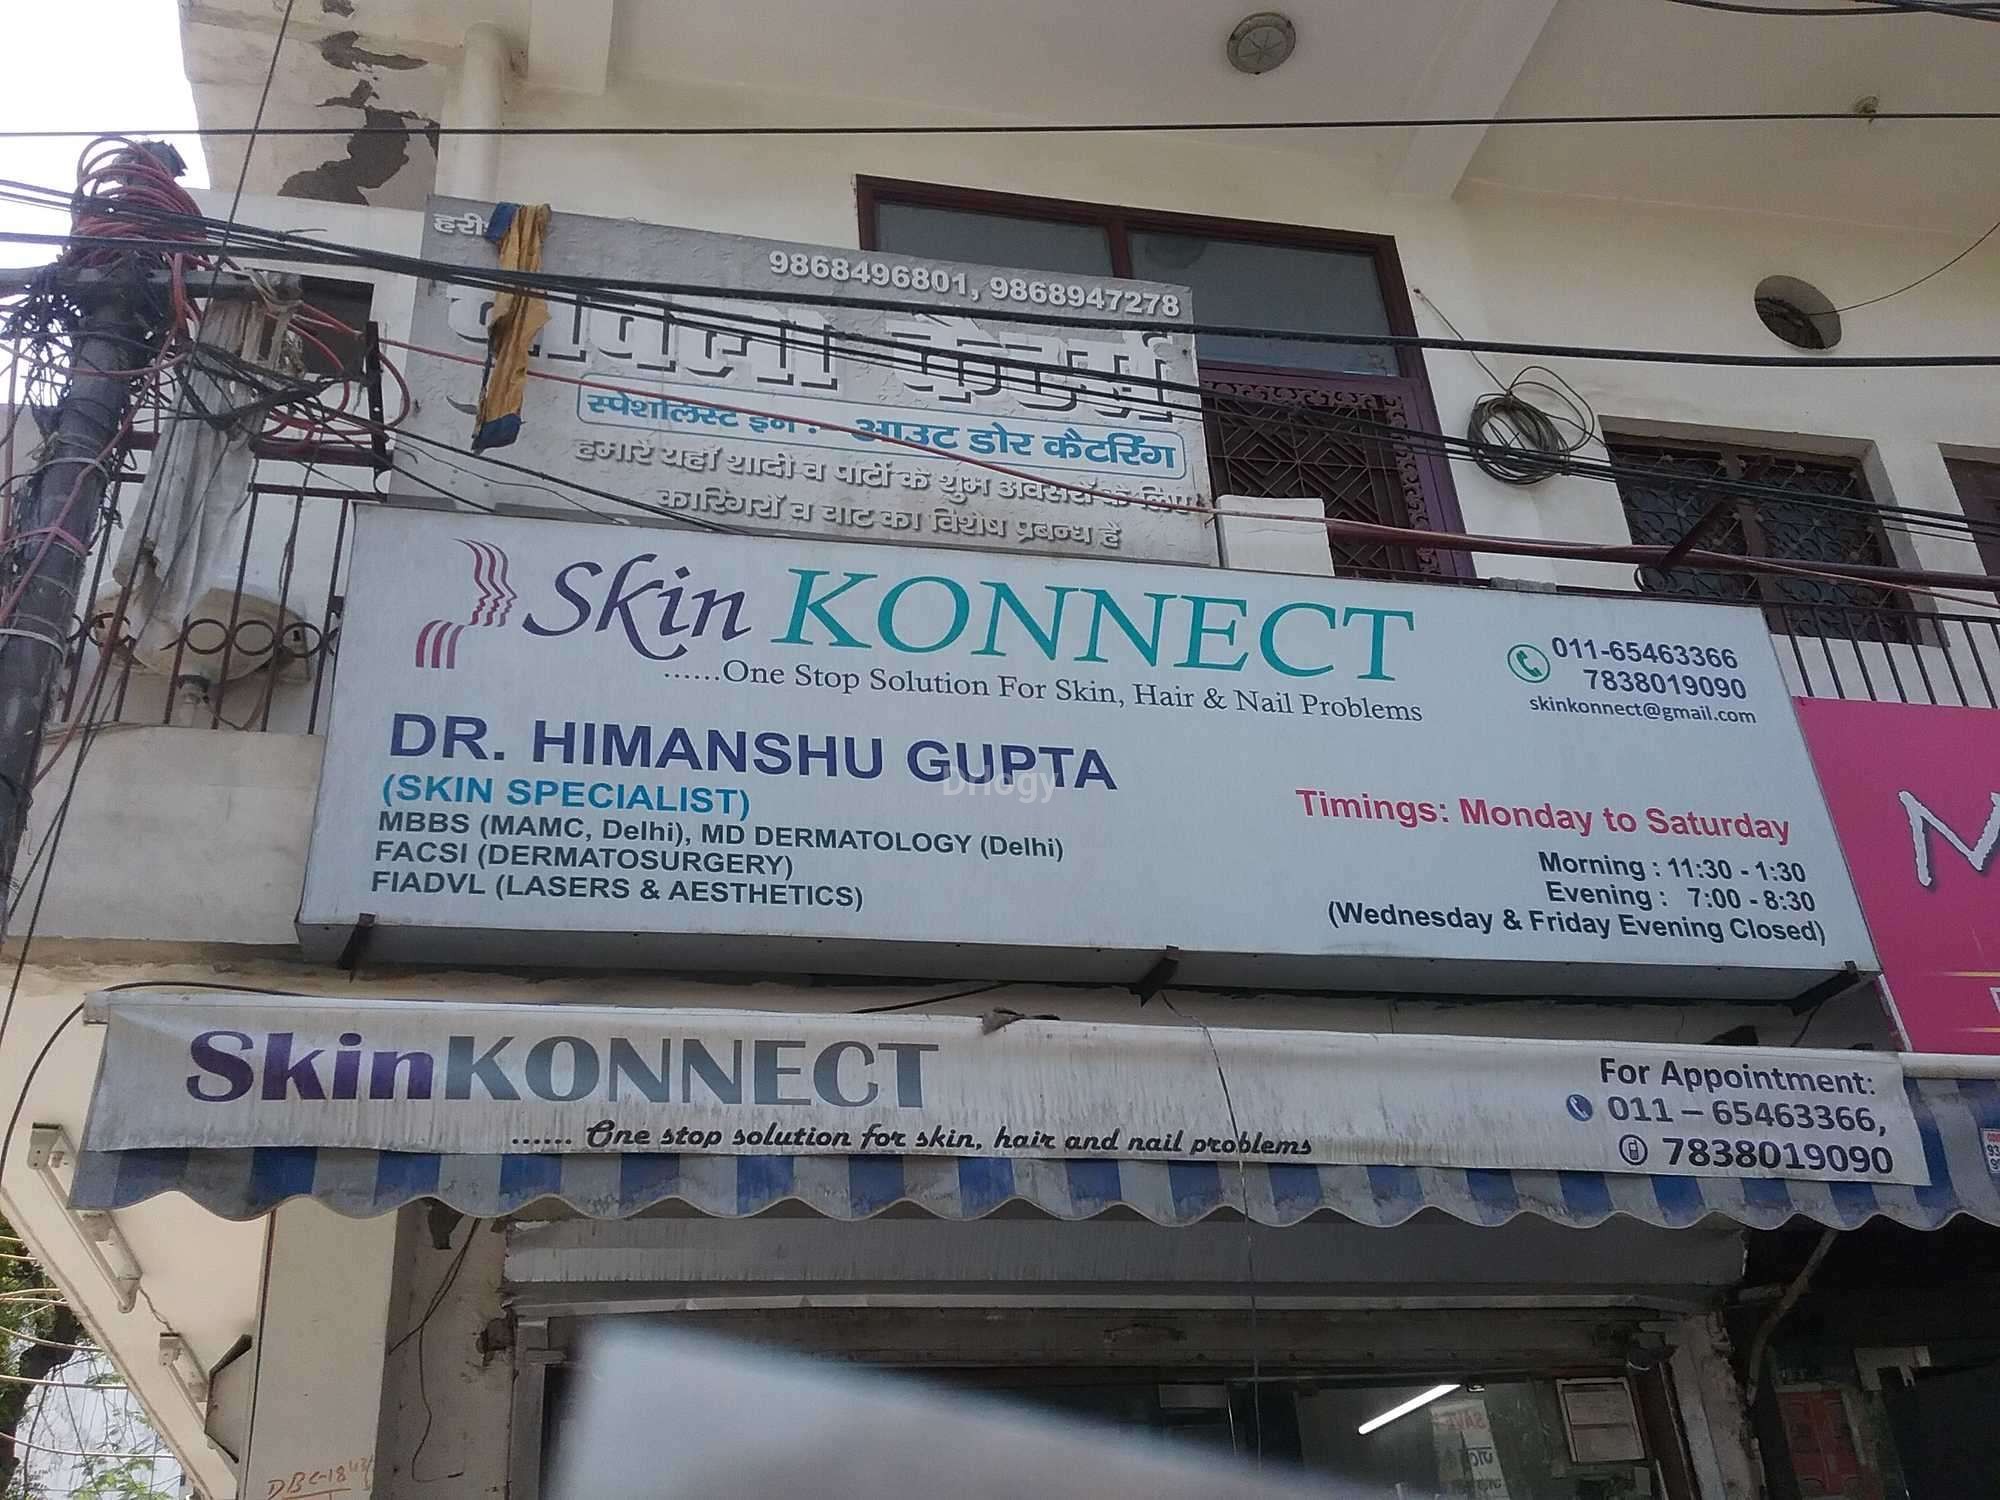 9868496801, 9868947278
चावला कैटरर्स
स्पेशलिस्ट इन :- आउट डोर कैटरिंग
हमारे यहाँ शादी व पार्टी के शुभ अवसरों के लिए
कारिगरों व चाट का विशेष प्रबन्ध है
Skin KONNECT
......One Stop Solution For Skin, Hair & Nail Problems
011-65463366
7838019090
skinkonnect@gmail.com
DR. HIMANSHU GUPTA
(SKIN SPECIALIST)
MBBS (MAMC, Delhi), MD DERMATOLOGY (Delhi)
FACSI (DERMATOSURGERY)
FIADVL (LASERS & AESTHETICS)
Drlogy
Timings: Monday to Saturday
Morning : 11:30 - 1:30
Evening : 7:00 - 8:30
(Wednesday & Friday Evening Closed)
SkinKONNECT
...... One stop solution for skin, hair and nail problems
For Appointment:
011 – 65463366,
7838019090